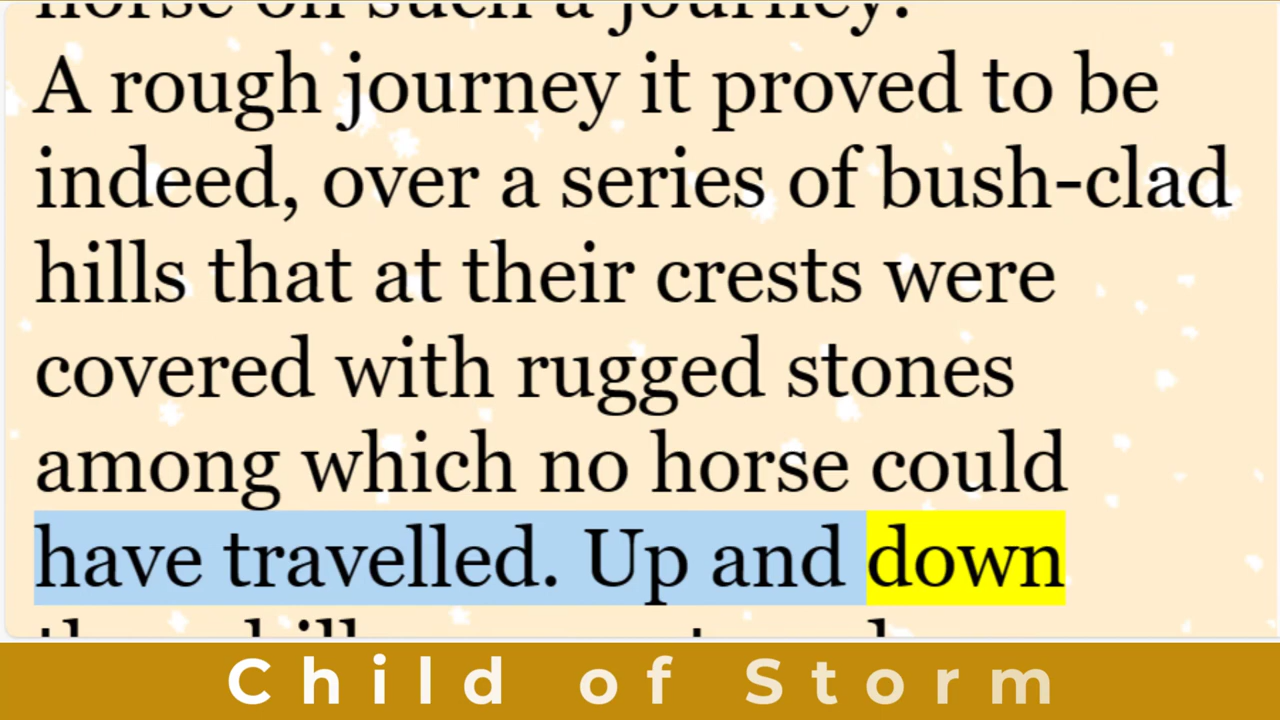 horse on such a journey.
A rough journey it proved to be
indeed, over a series of bush-clad
hills that at their crests were
covered with rugged stones
among which no horse could
have travelled. Up and down
Child of Storm